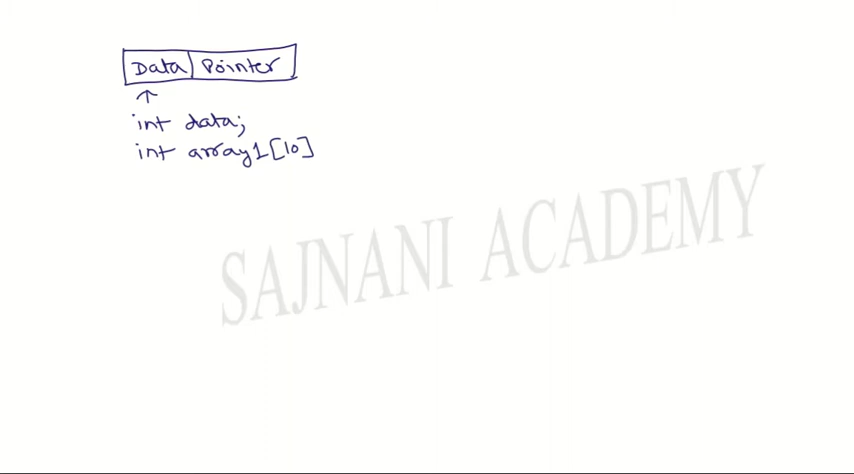 Data Pointer
↑
int data;
int array1[10]
SAJNANI ACADEMY